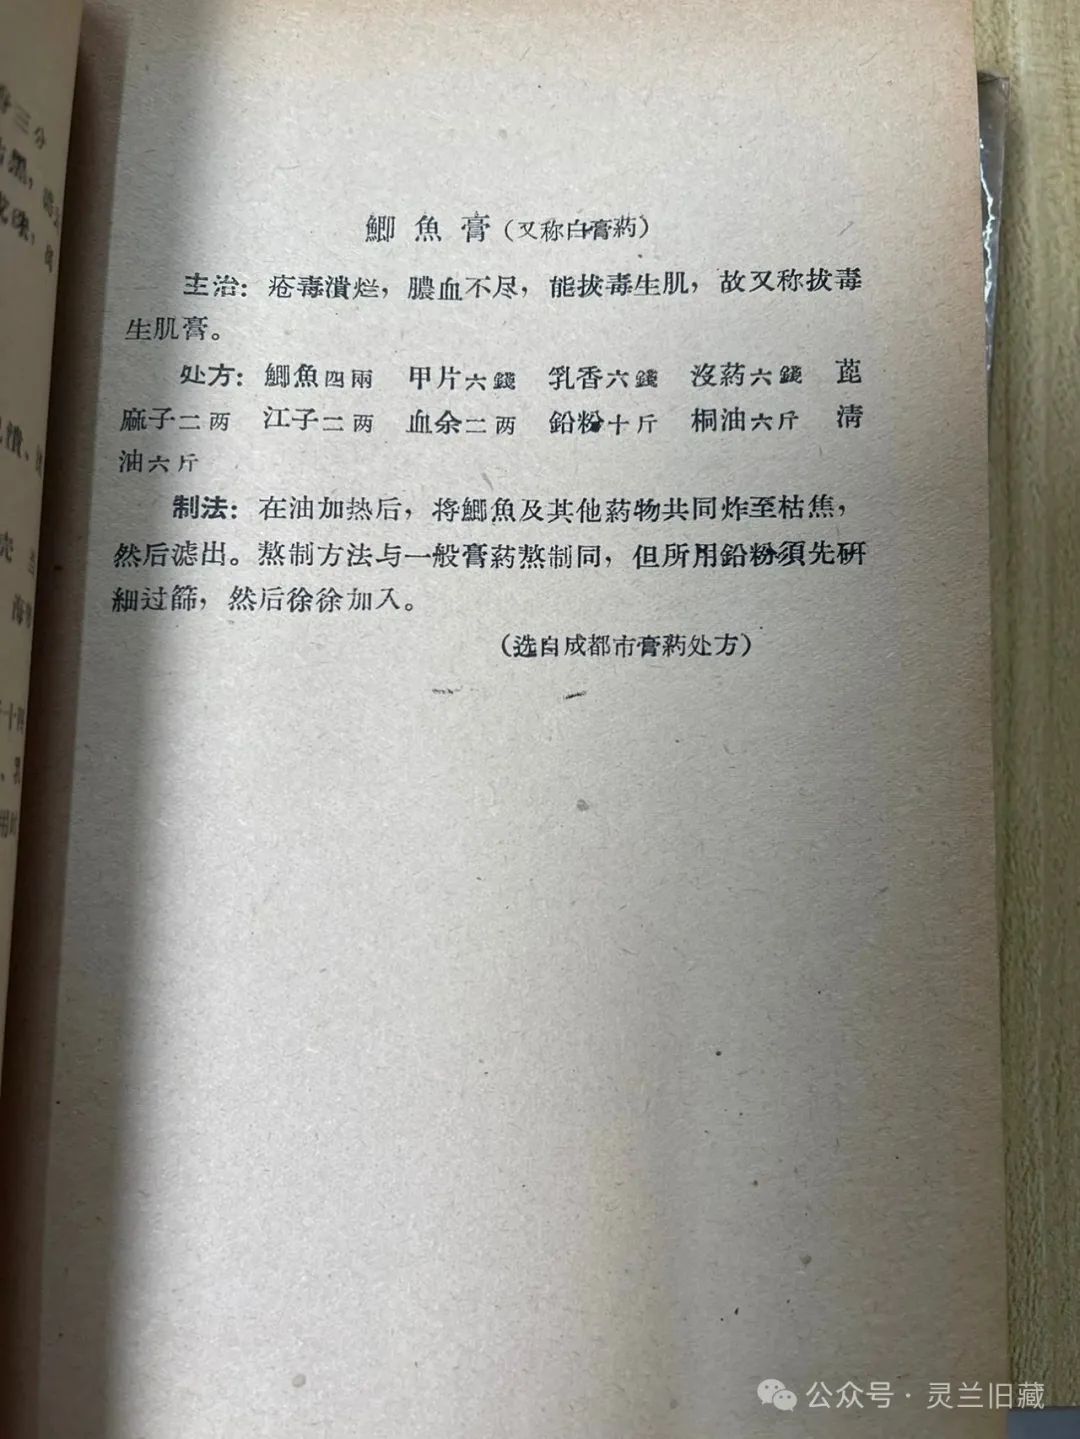 鯽魚膏（又称白膏葯）
主治：疮毒潰烂，膿血不尽，能拔毒生肌，故又称拔毒
生肌膏。
处方：鯽魚四兩　甲片六錢　乳香六錢　沒葯六錢　蓖
麻子二两　江子二两　血余二两　鉛粉十斤　桐油六斤　清
油六斤
制法：在油加热后，将鯽魚及其他葯物共同炸至枯焦，
然后滤出。熬制方法与一般膏葯熬制同，但所用鉛粉須先研
細过篩，然后徐徐加入。
（选自成都市膏葯处方）
公众号·灵兰旧藏